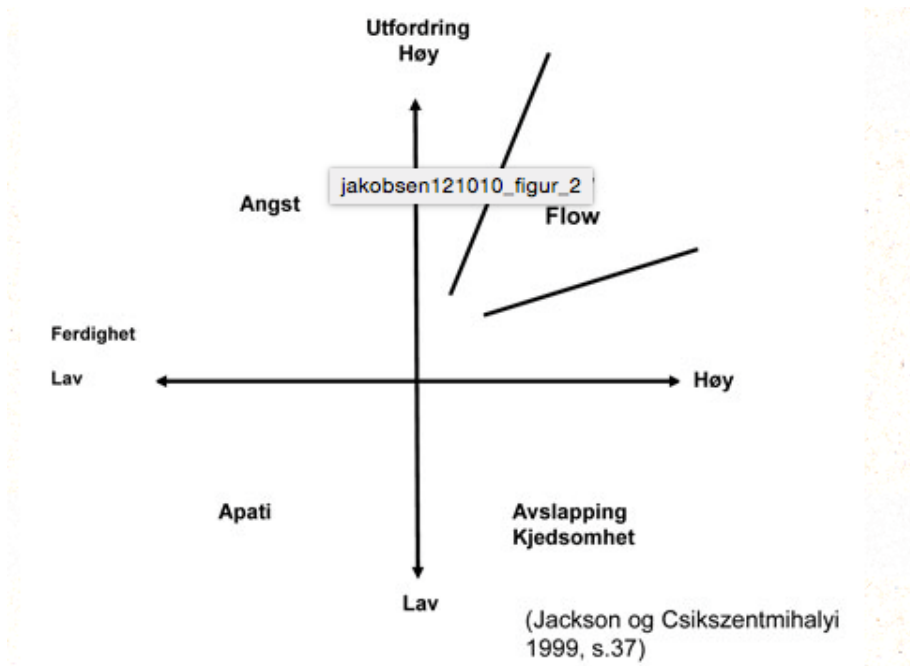 Utfordring
Høy
jakobsen121010_figur_2
Angst
Flow
Ferdighet
Lav
Høy
Apati
Avslapping
Kjedsomhet
Lav
(Jackson og Csikszentmihalyi
1999, s.37)